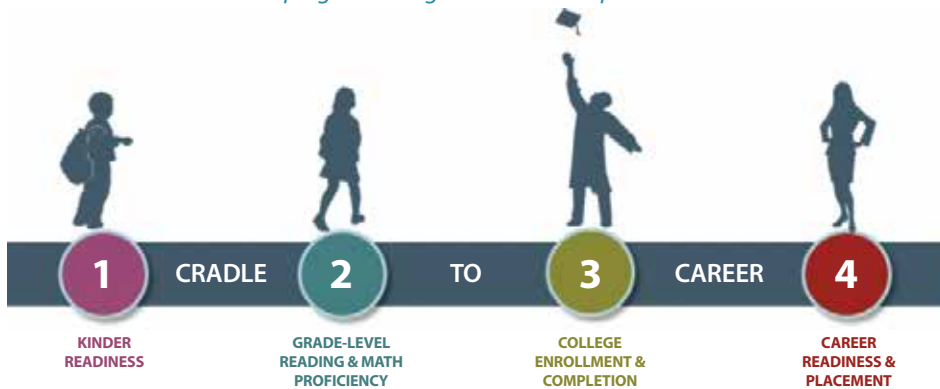 1 CRADLE 2 TO 3 CAREER 4
KINDER
READINESS
GRADE-LEVEL
READING & MATH
PROFICIENCY
COLLEGE
ENROLLMENT &
COMPLETION
CAREER
READINESS &
PLACEMENT